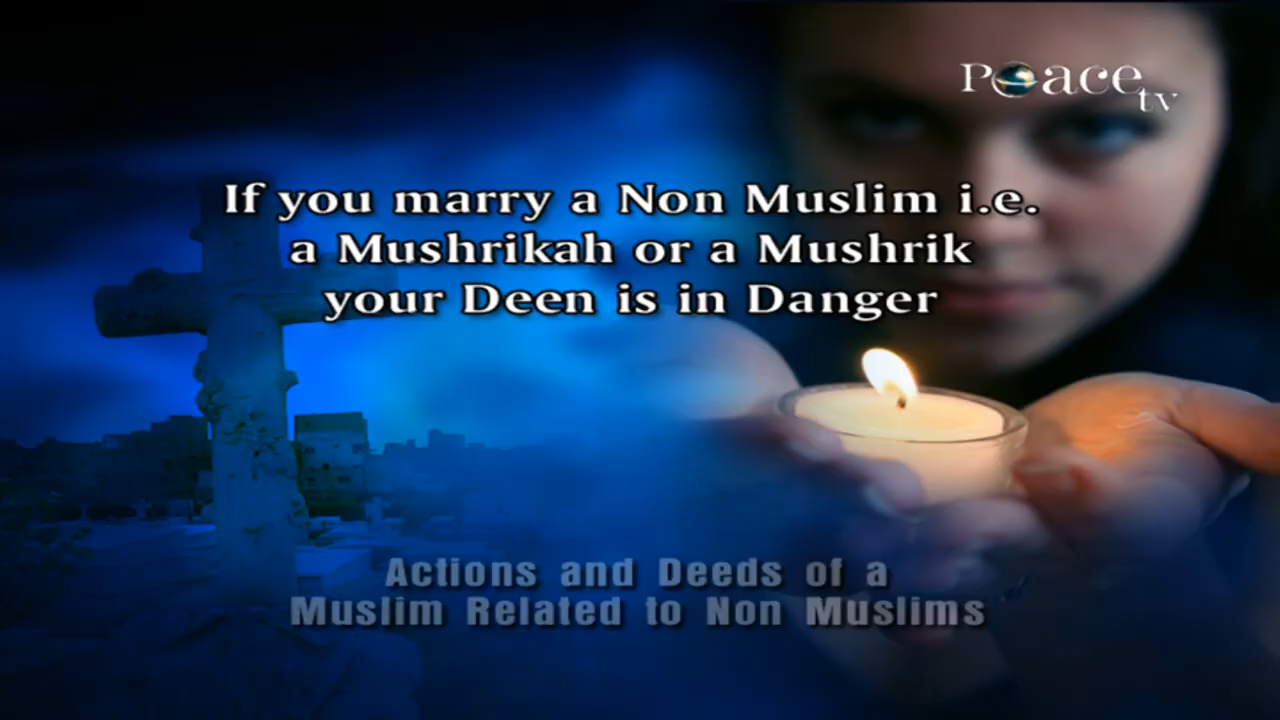 Peace tv
If you marry a Non Muslim i.e.
a Mushrikah or a Mushrik
your Deen is in Danger
Actions and Deeds of a
Muslim Related to Non Muslims